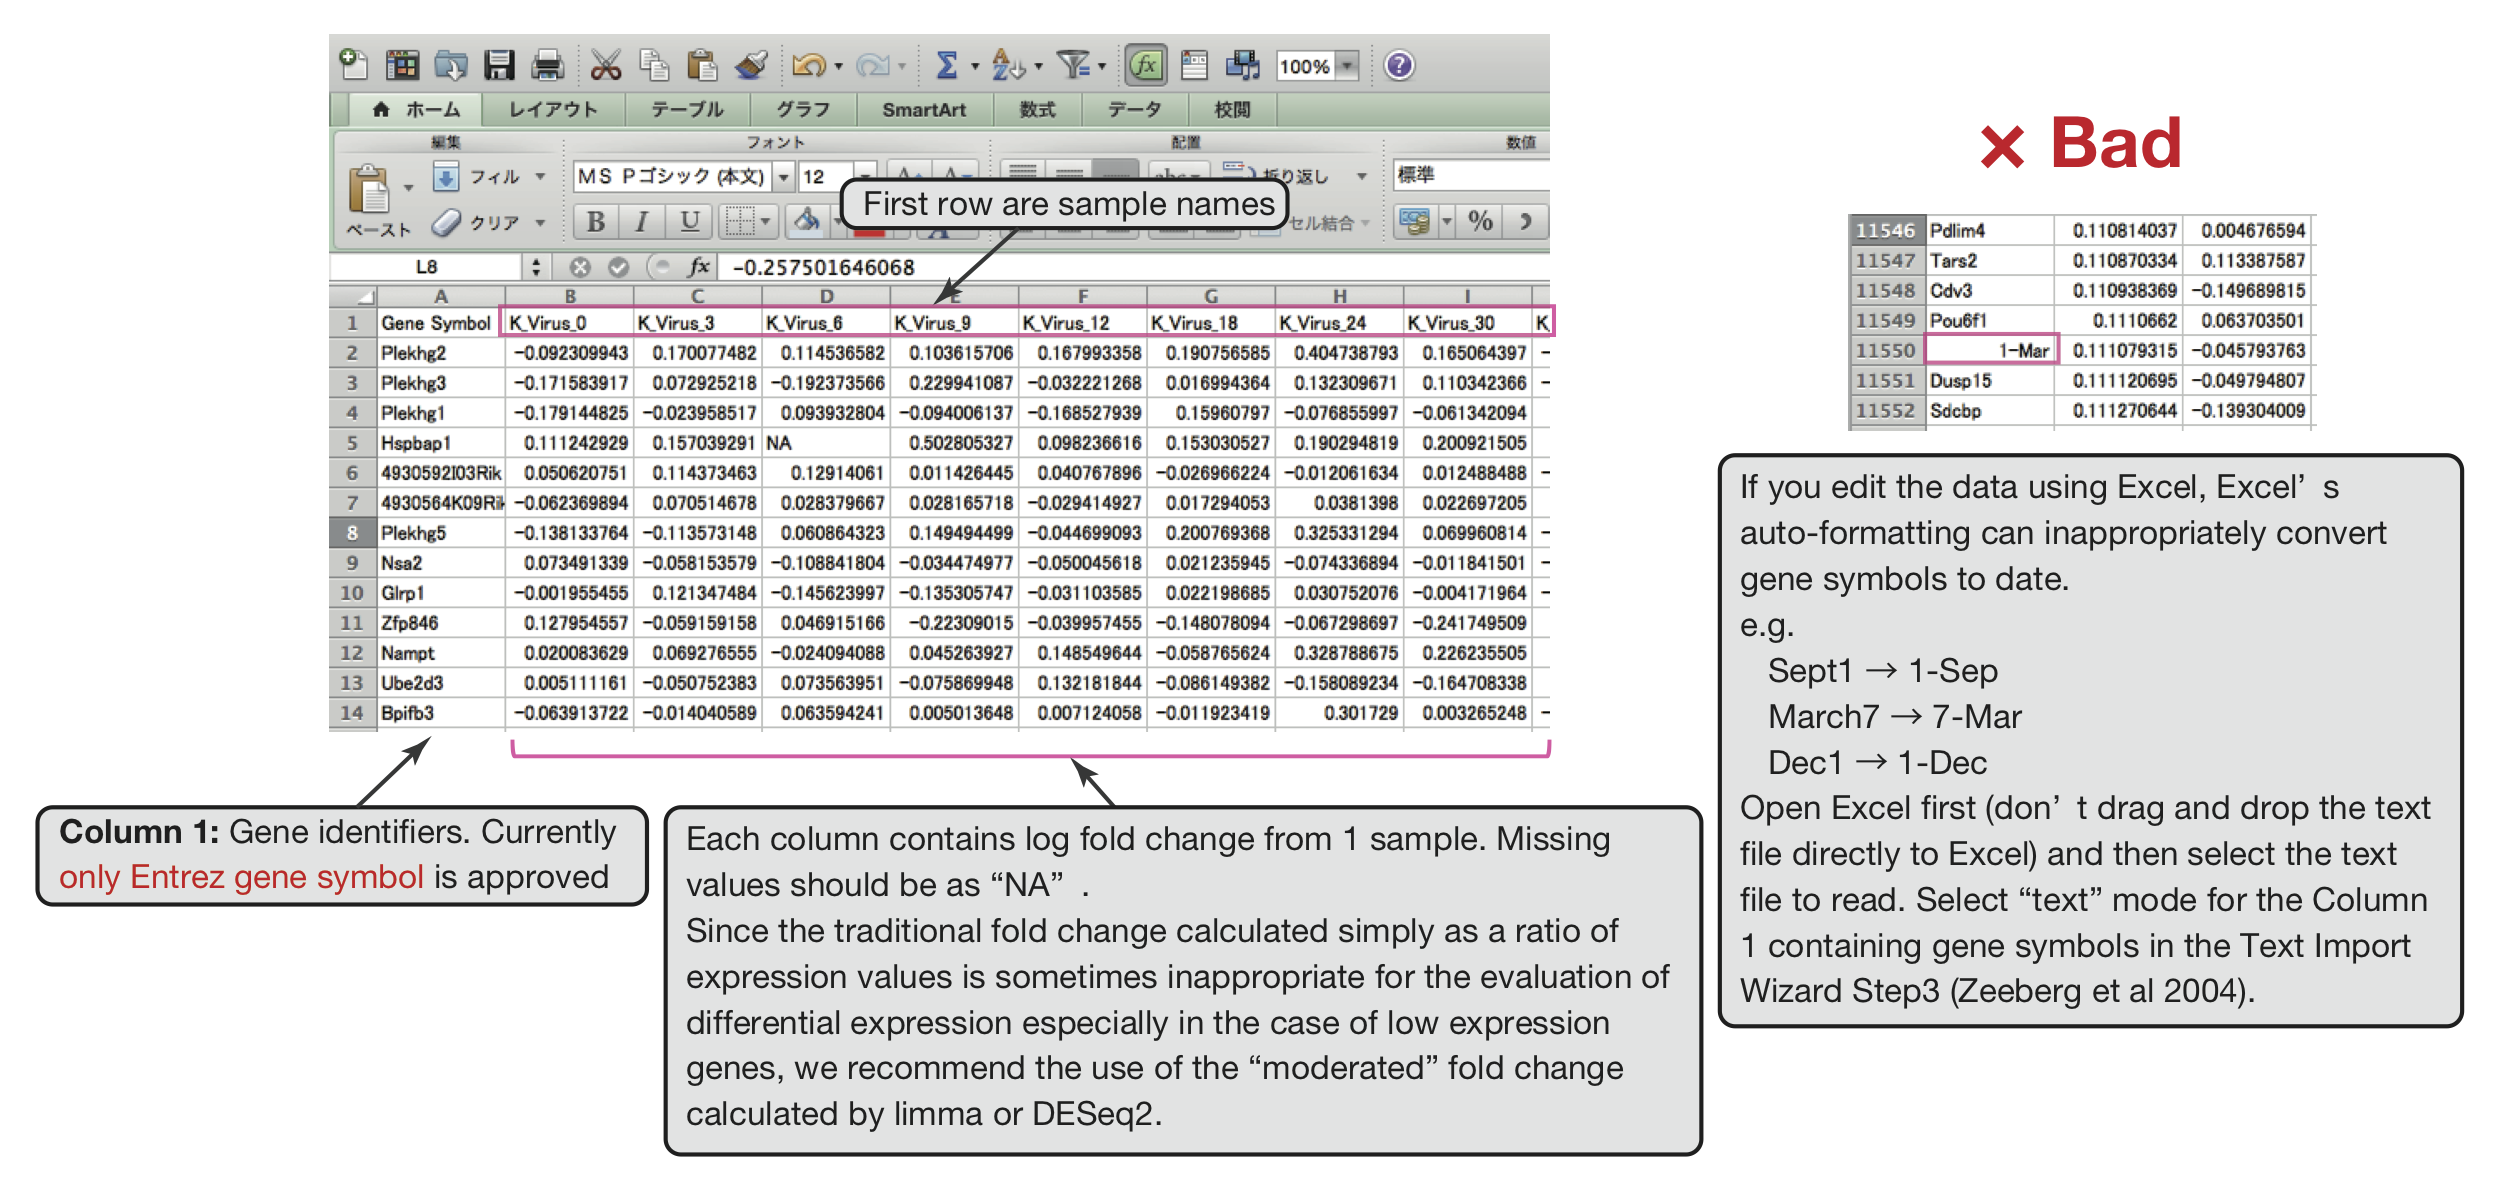 100%
ホーム レイアウト テーブル グラフ SmartArt 数式 データ 校閲
編集 フォント 配置 数値
フィル MS Pゴシック (本文) 12 折り返し 標準
ペースト クリア B I U セル結合 %
First row are sample names
L8 fx -0.257501646068
A B C D E F G H I
1 Gene Symbol K_Virus_0 K_Virus_3 K_Virus_6 K_Virus_9 K_Virus_12 K_Virus_18 K_Virus_24 K_Virus_30
2 Plekhg2 -0.092309943 0.170077482 0.114536582 0.103615706 0.167993358 0.190756585 0.404738793 0.165064397
3 Plekhg3 -0.171583917 0.072925218 -0.192373566 0.229941087 -0.032221268 0.016994364 0.132309671 0.110342366
4 Plekhg1 -0.179144825 -0.023958517 0.093932804 -0.094006137 -0.168527939 0.15960797 -0.076855997 -0.061342094
5 Hspbap1 0.111242929 0.157039291 NA 0.502805327 0.098236616 0.153030527 0.190294819 0.200921505
6 4930592I03Rik 0.050620751 0.114373463 0.12914061 0.011426445 0.040767896 -0.026966224 -0.012061634 0.012488488
7 4930564K09Rik -0.062369894 0.070514678 0.028379667 0.028165718 -0.029414927 0.017294053 0.0381398 0.022697205
8 Plekhg5 -0.138133764 -0.113573148 0.060864323 0.149494499 -0.044699093 0.200769368 0.325331294 0.069960814
9 Nsa2 0.073491339 -0.058153579 -0.108841804 -0.034474977 -0.050045618 0.021235945 -0.074336894 -0.011841501
10 Glrp1 -0.001955455 0.121347484 -0.145623997 -0.135305747 -0.031103585 0.022198685 0.030752076 -0.004171964
11 Zfp846 0.127954557 -0.059159158 0.046915166 -0.22309015 -0.039957455 -0.148078094 -0.067298697 -0.241749509
12 Nampt 0.020083629 0.069276555 -0.024094088 0.045263927 0.148549644 -0.058765624 0.328788675 0.226235505
13 Ube2d3 0.005111161 -0.050752383 0.073563951 -0.075869948 0.132181844 -0.086149382 -0.158089234 -0.164708338
14 Bpifb3 -0.063913722 -0.014040589 0.063594241 0.005013648 0.007124058 -0.011923419 0.301729 0.003265248
Column 1: Gene identifiers. Currently
only Entrez gene symbol is approved
Each column contains log fold change from 1 sample. Missing
values should be as “NA” .
Since the traditional fold change calculated simply as a ratio of
expression values is sometimes inappropriate for the evaluation of
differential expression especially in the case of low expression
genes, we recommend the use of the “moderated” fold change
calculated by limma or DESeq2.
× Bad
11546 Pdlim4 0.110814037 0.004676594
11547 Tars2 0.110870334 0.113387587
11548 Cdv3 0.110938369 -0.149689815
11549 Pou6f1 0.1110662 0.063703501
11550 1-Mar 0.111079315 -0.045793763
11551 Dusp15 0.111120695 -0.049794807
11552 Sdcbp 0.111270644 -0.139304009
If you edit the data using Excel, Excel’ s
auto-formatting can inappropriately convert
gene symbols to date.
e.g.
Sept1 → 1-Sep
March7 → 7-Mar
Dec1 → 1-Dec
Open Excel first (don’ t drag and drop the text
file directly to Excel) and then select the text
file to read. Select “text” mode for the Column
1 containing gene symbols in the Text Import
Wizard Step3 (Zeeberg et al 2004).